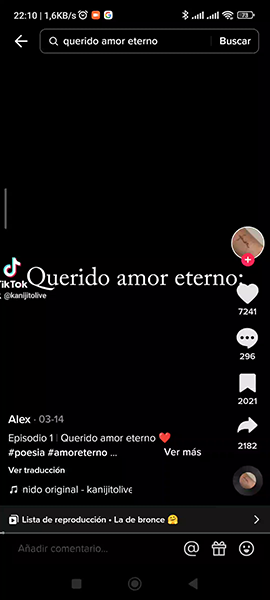 22:10 | 1,6KB/s
73
querido amor eterno
Buscar
TikTok
@kanijitolive
Querido amor eterno:
7241
296
2021
2182
Alex · 03-14
Episodio 1 | Querido amor eterno ❤️
#poesia #amoreterno ... Ver más
Ver traducción
nido original - kanijitolive
Lista de reproducción • La de bronce 🤗
Añadir comentario...